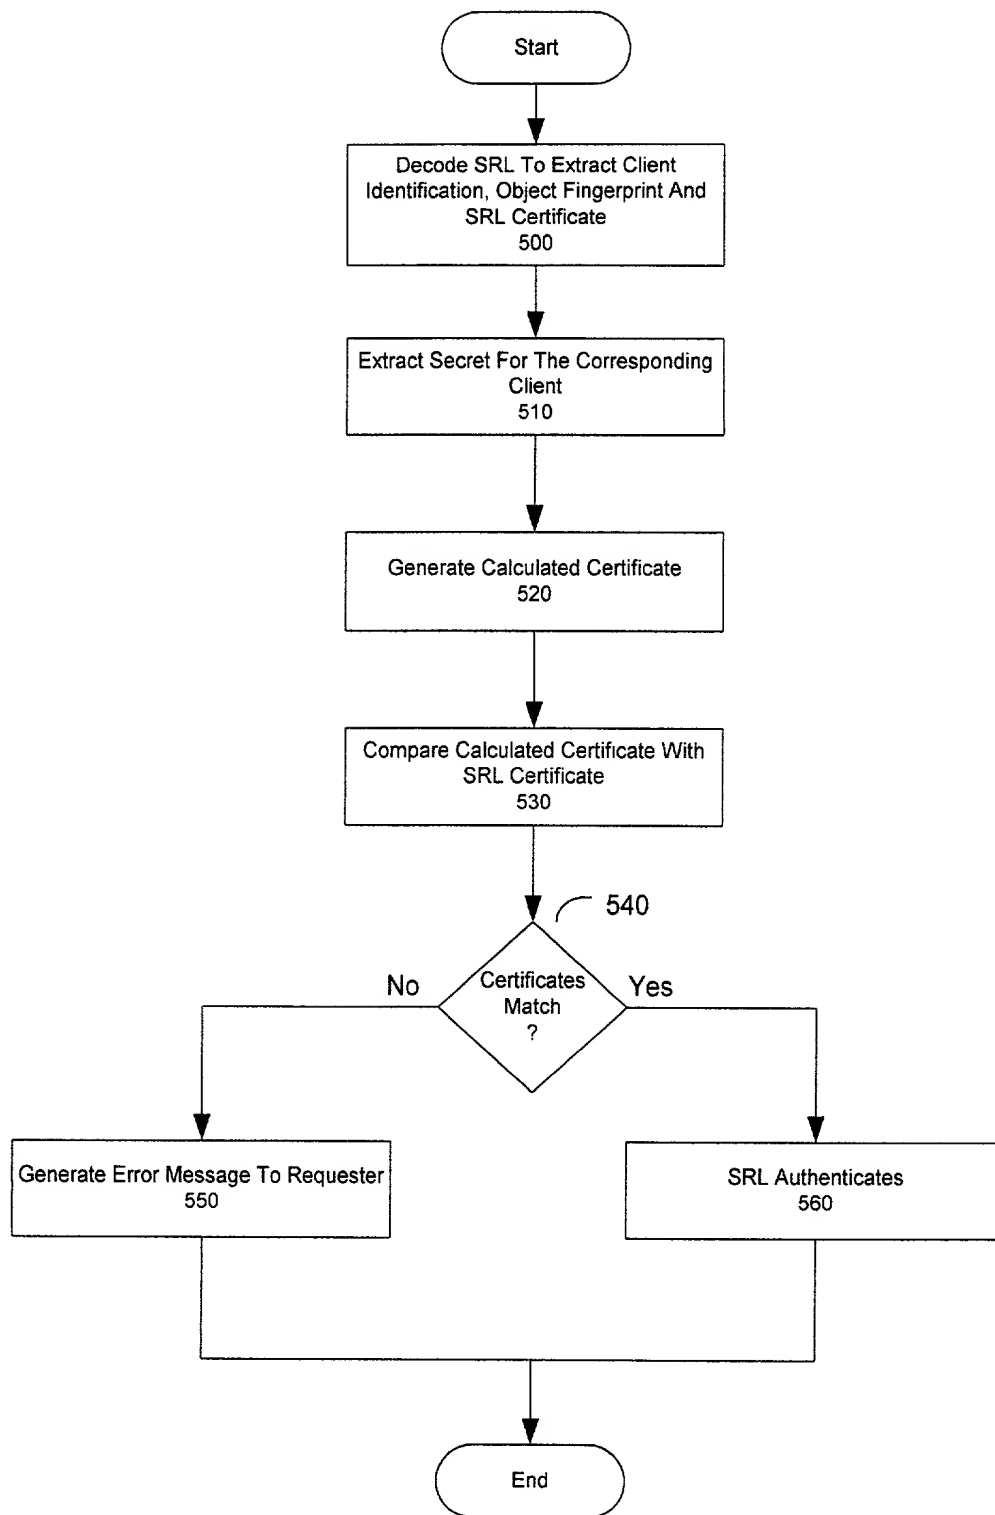 Start
Decode SRL To Extract Client
Identification, Object Fingerprint And
SRL Certificate
500
Extract Secret For The Corresponding
Client
510
Generate Calculated Certificate
520
Compare Calculated Certificate With
SRL Certificate
530
540
No
Certificates
Match
?
Yes
Generate Error Message To Requester
550
SRL Authenticates
560
End